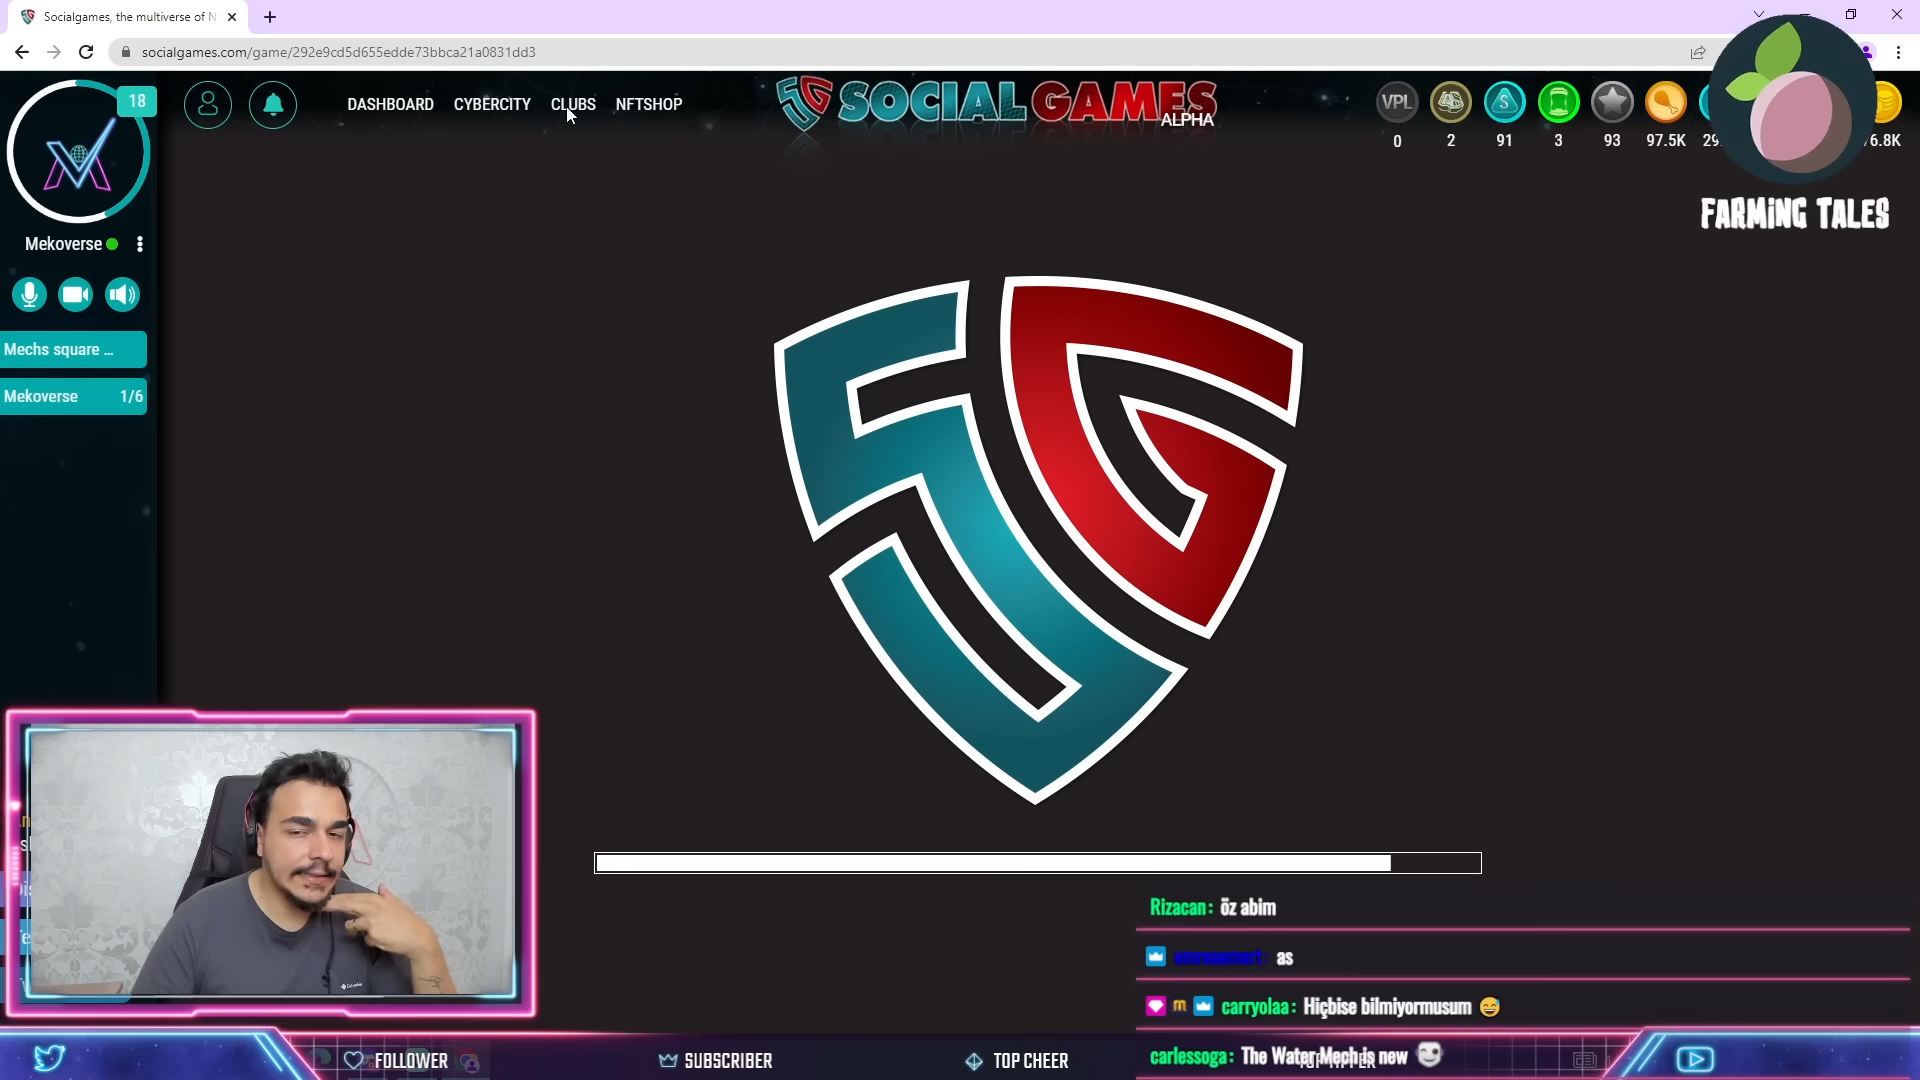 Socialgames, the multiverse of N
socialgames.com/game/292e9cd5d655edde73bbca21a0831dd3
18
DASHBOARD CYBERCITY CLUBS NFTSHOP
SOCIAL GAMES
ALPHA
VPL
S
0 2 91 3 93 97.5K
FARMING TALES
Mekoverse
Mechs square ...
Mekoverse 1/6
Rizacan: öz abim
as
m carryolaa: Hiçbise bilmiyormusum
carlessoga: The Water Mech is new
FOLLOWER SUBSCRIBER TOP CHEER